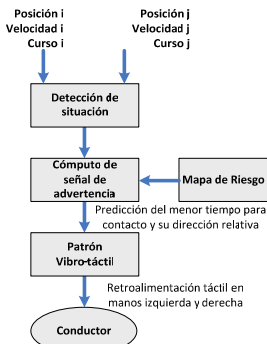 Posición i
Velocidad i
Curso i
Posición j
Velocidad j
Curso j
Detección de
situación
Cómputo de
señal de
advertencia
Mapa de Riesgo
Predicción del menor tiempo para
contacto y su dirección relativa
Patrón
Vibro-táctil
Retroalimentación táctil en
manos izquierda y derecha
Conductor